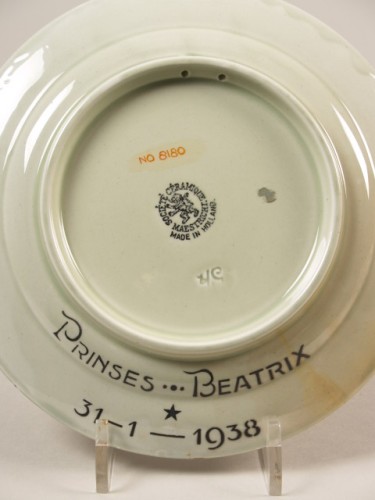 No 6180
SOCIÉTÉ CÉRAMIQUE
MAESTRICHT
MADE IN HOLLAND
PRINSES ... BEATRIX
31-1 — 1938